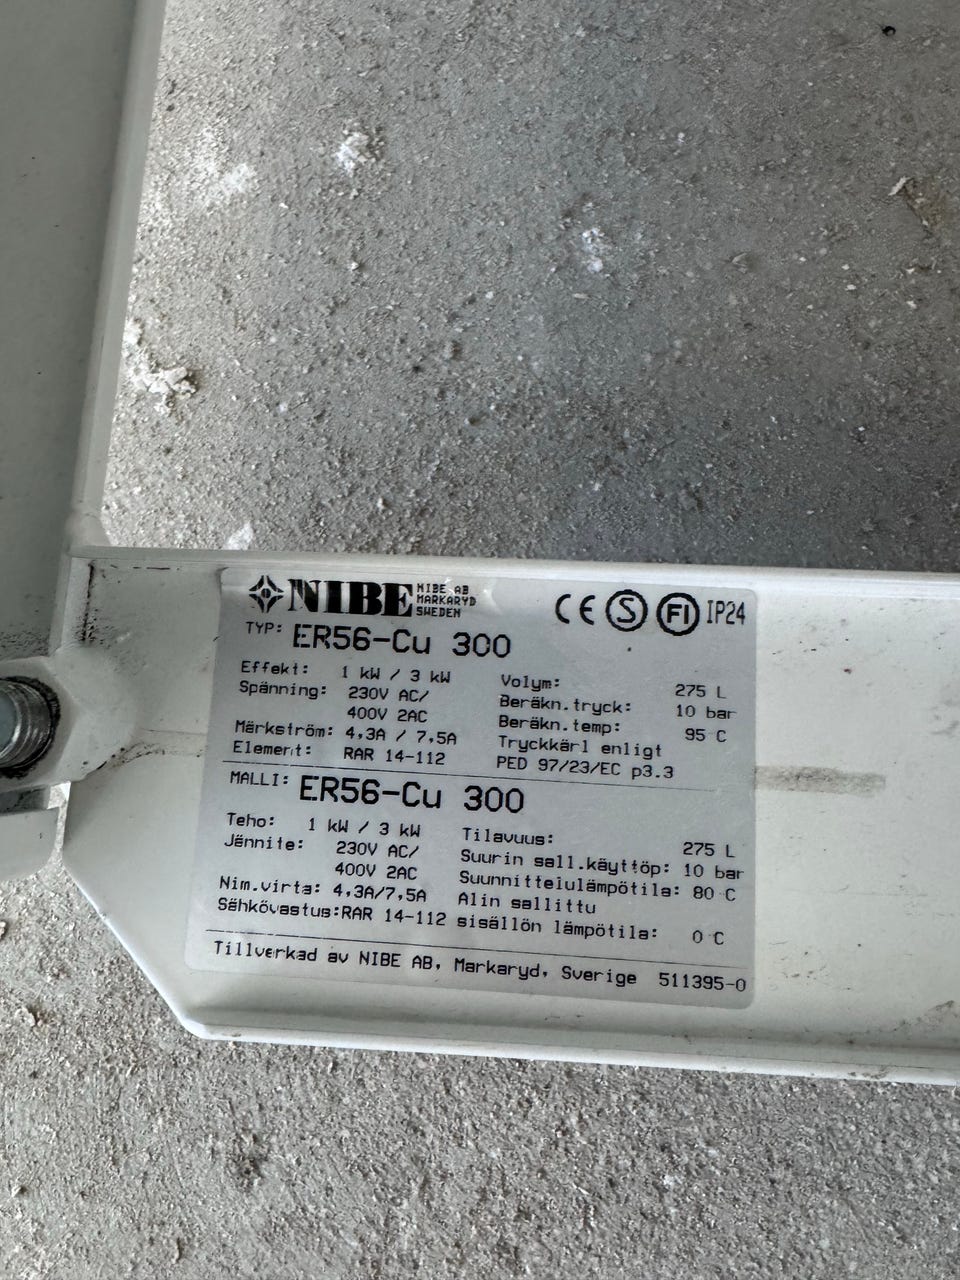 NIBE NIBE AB
MARKARYD
SWEDEN
CE S FI IP24
TYP: ER56-Cu 300
Effekt: 1 kW / 3 kW
Spänning: 230V AC/
400V 2AC
Märkström: 4,3A / 7,5A
Element: RAR 14-112
Volym: 275 L
Beräkn.tryck: 10 bar
Beräkn.temp: 95 C
Tryckkärl enligt
PED 97/23/EC p3.3
MALLI: ER56-Cu 300
Teho: 1 kW / 3 kW
Jännite: 230V AC/
400V 2AC
Nim.virta: 4,3A/7,5A
Sähkövastus:RAR 14-112
Tilavuus: 275 L
Suurin sall.käyttöp: 10 bar
Suunnittelulämpötila: 80 C
Alin sallittu
sisällön lämpötila: 0 C
Tillverkad av NIBE AB, Markaryd, Sverige 511395-0